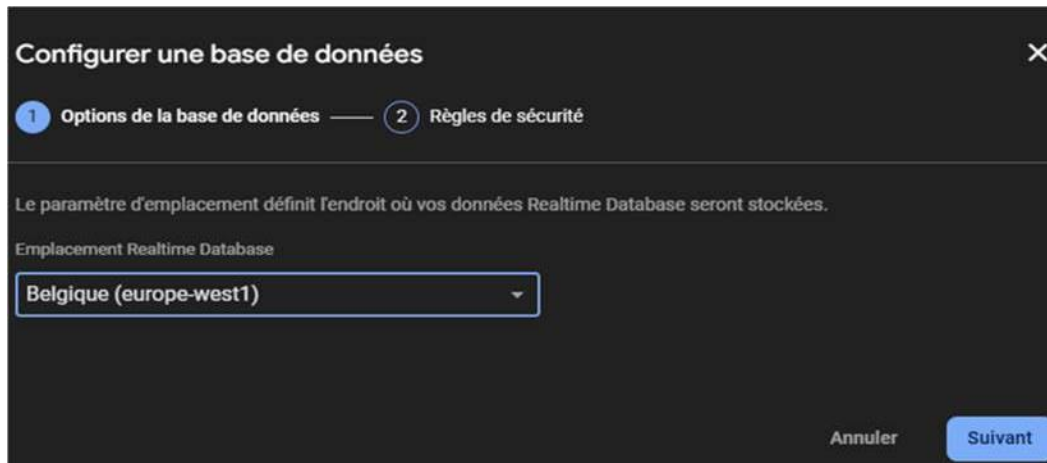 Configurer une base de données
1 Options de la base de données 2 Règles de sécurité
Le paramètre d'emplacement définit l'endroit où vos données Realtime Database seront stockées.
Emplacement Realtime Database
Belgique (europe-west1)
Annuler Suivant